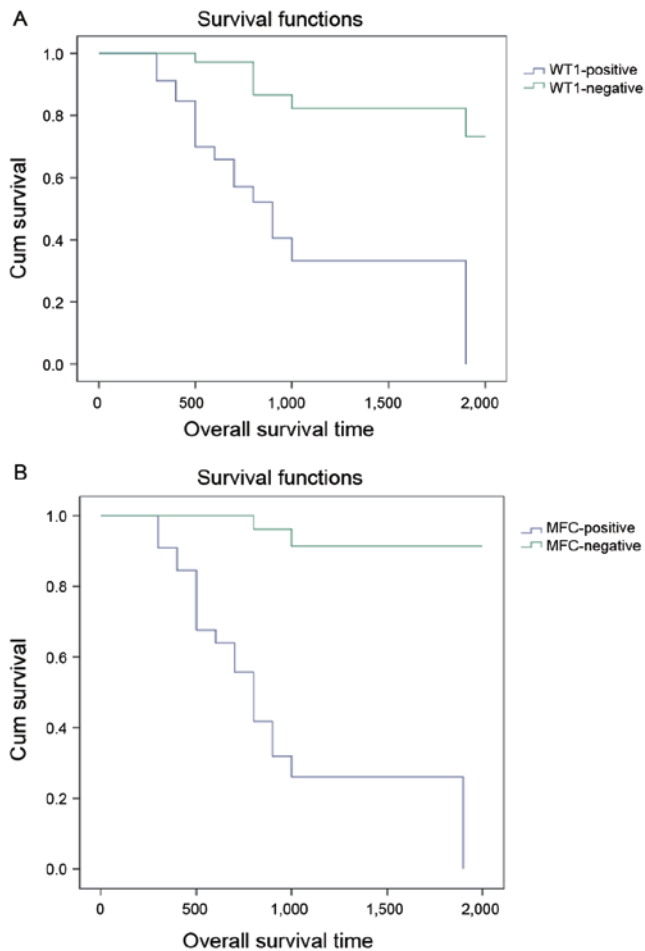 A
Survival functions
1.0
0.8
0.6
0.4
0.2
0.0
Cum survival
0
500
1,000
1,500
2,000
Overall survival time
WT1-positive
WT1-negative
B
Survival functions
1.0
0.8
0.6
0.4
0.2
0.0
Cum survival
0
500
1,000
1,500
2,000
Overall survival time
MFC-positive
MFC-negative